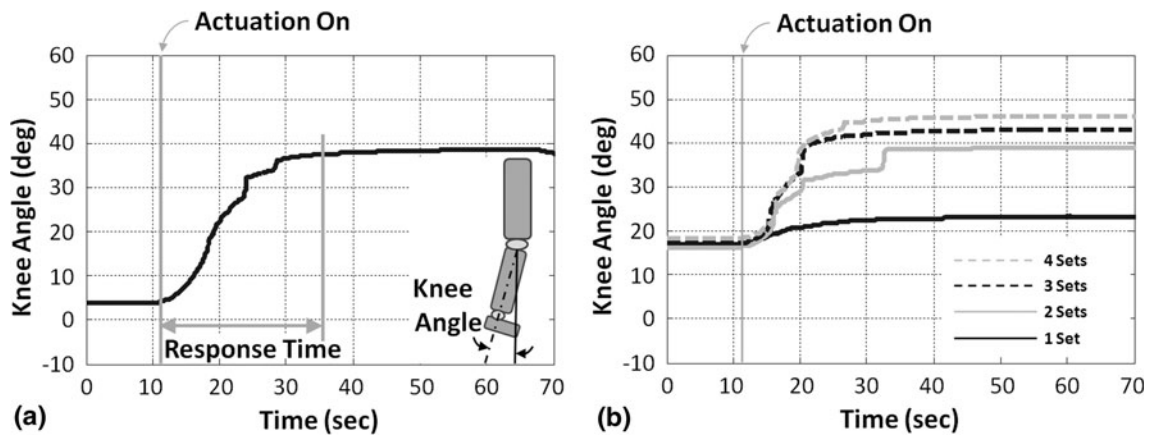 Actuation On
60
50
40
30
20
10
0
-10
Knee Angle (deg)
Knee
Angle
Response Time
0 10 20 30 40 50 60 70
(a)
Time (sec)
Actuation On
60
50
40
30
20
10
0
-10
Knee Angle (deg)
4 Sets
3 Sets
2 Sets
1 Set
0 10 20 30 40 50 60 70
(b)
Time (sec)